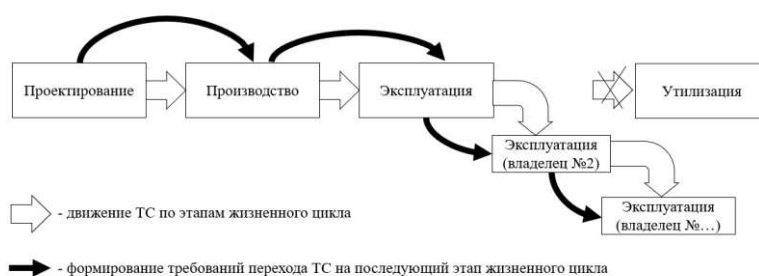 Проектирование
Производство
Эксплуатация
Утилизация
Эксплуатация
(владелец №2)
Эксплуатация
(владелец №…)
- движение ТС по этапам жизненного цикла
- формирование требований перехода ТС на последующий этап жизненного цикла